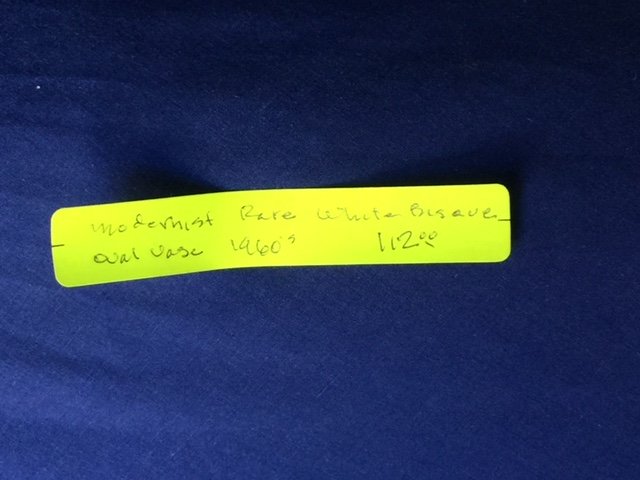 Modernist Rare White Bisque
oval vase 1960's 112.00